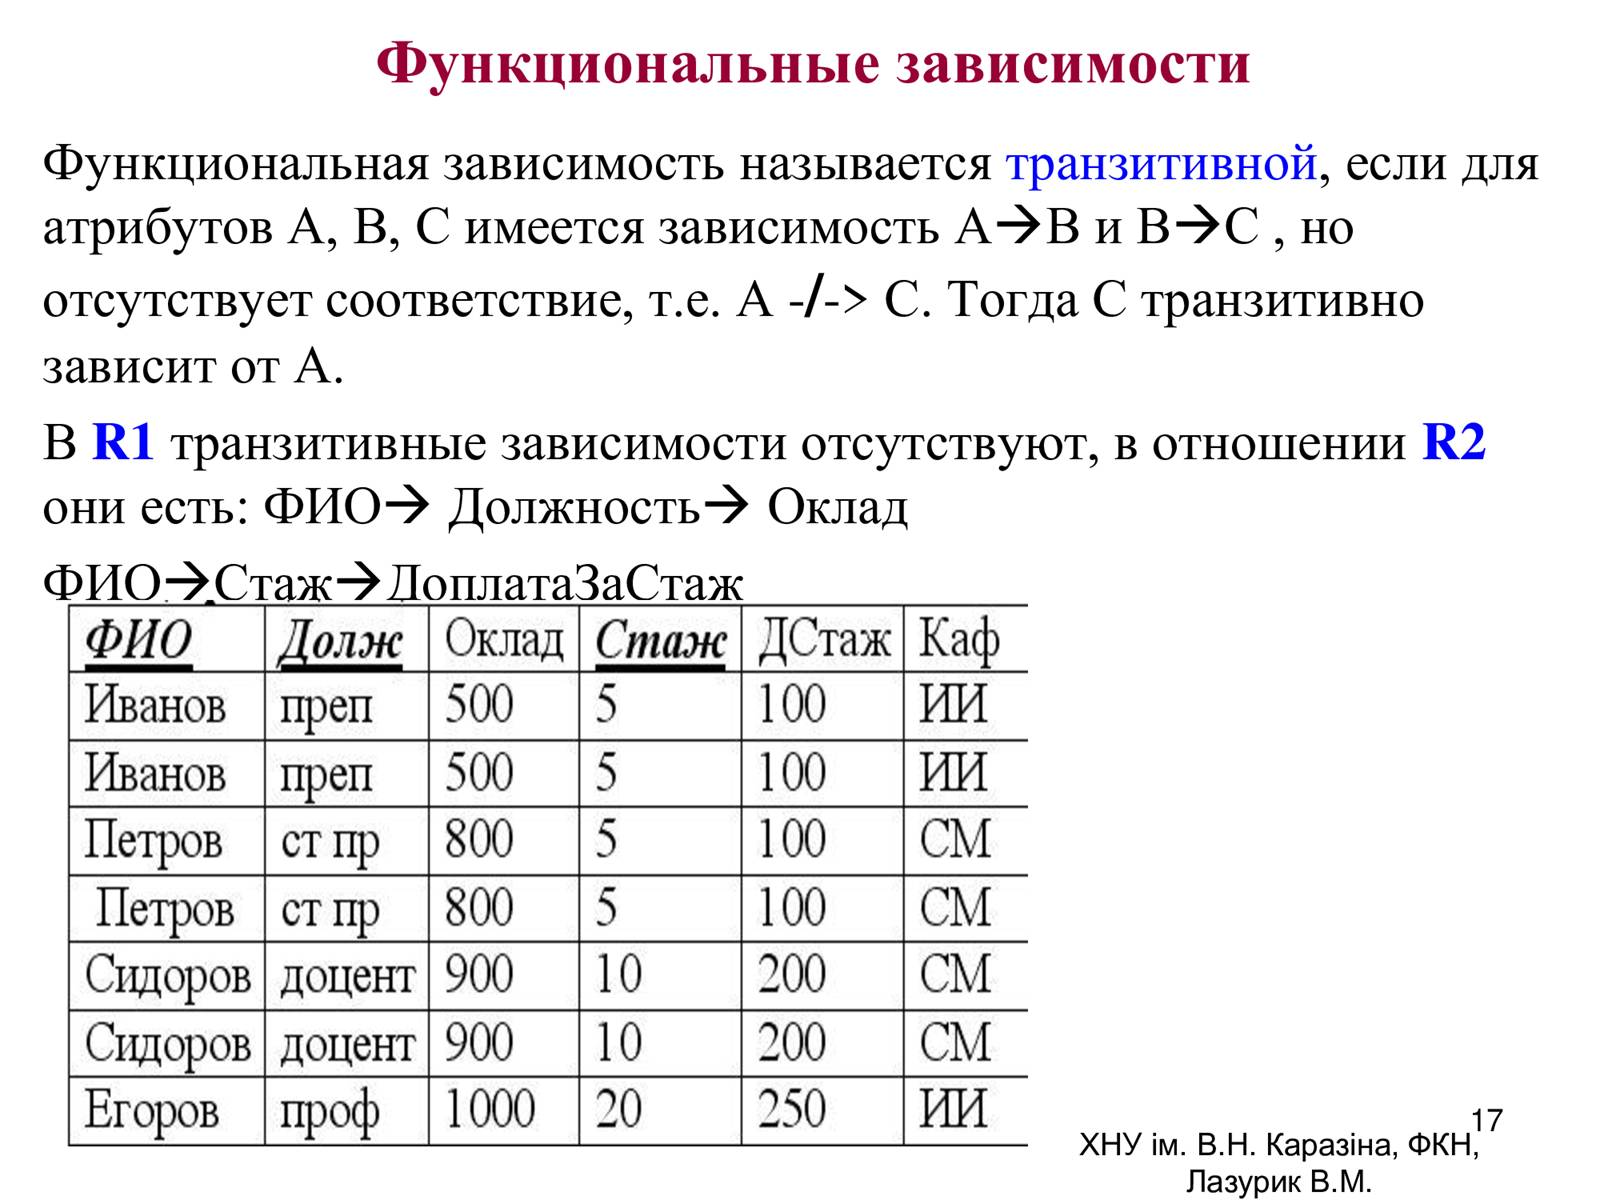 Функциональные зависимости
Функциональная зависимость называется транзитивной, если для
атрибутов А, В, С имеется зависимость А→В и В→С , но
отсутствует соответствие, т.е. А -/-> С. Тогда С транзитивно
зависит от А.
В R1 транзитивные зависимости отсутствуют, в отношении R2
они есть: ФИО→ Должность→ Оклад
ФИО→Стаж→ДоплатаЗаСтаж
ФИО Долж Оклад Стаж ДСтаж Каф
Иванов преп 500 5 100 ИИ
Иванов преп 500 5 100 ИИ
Петров ст пр 800 5 100 СМ
Петров ст пр 800 5 100 СМ
Сидоров доцент 900 10 200 СМ
Сидоров доцент 900 10 200 СМ
Егоров проф 1000 20 250 ИИ
17
ХНУ ім. В.Н. Каразіна, ФКН,
Лазурик В.М.